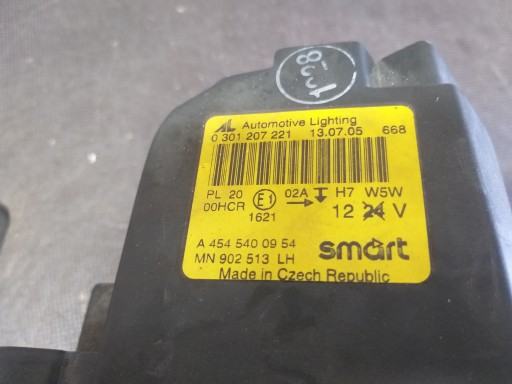 AL Automotive Lighting
0 301 207 221 13.07.05 668
PL 20 E1 02A H7 W5W
00HCR 1621 12 24 V
A 454 540 09 54
MN 902 513 LH smart
Made in Czech Republic